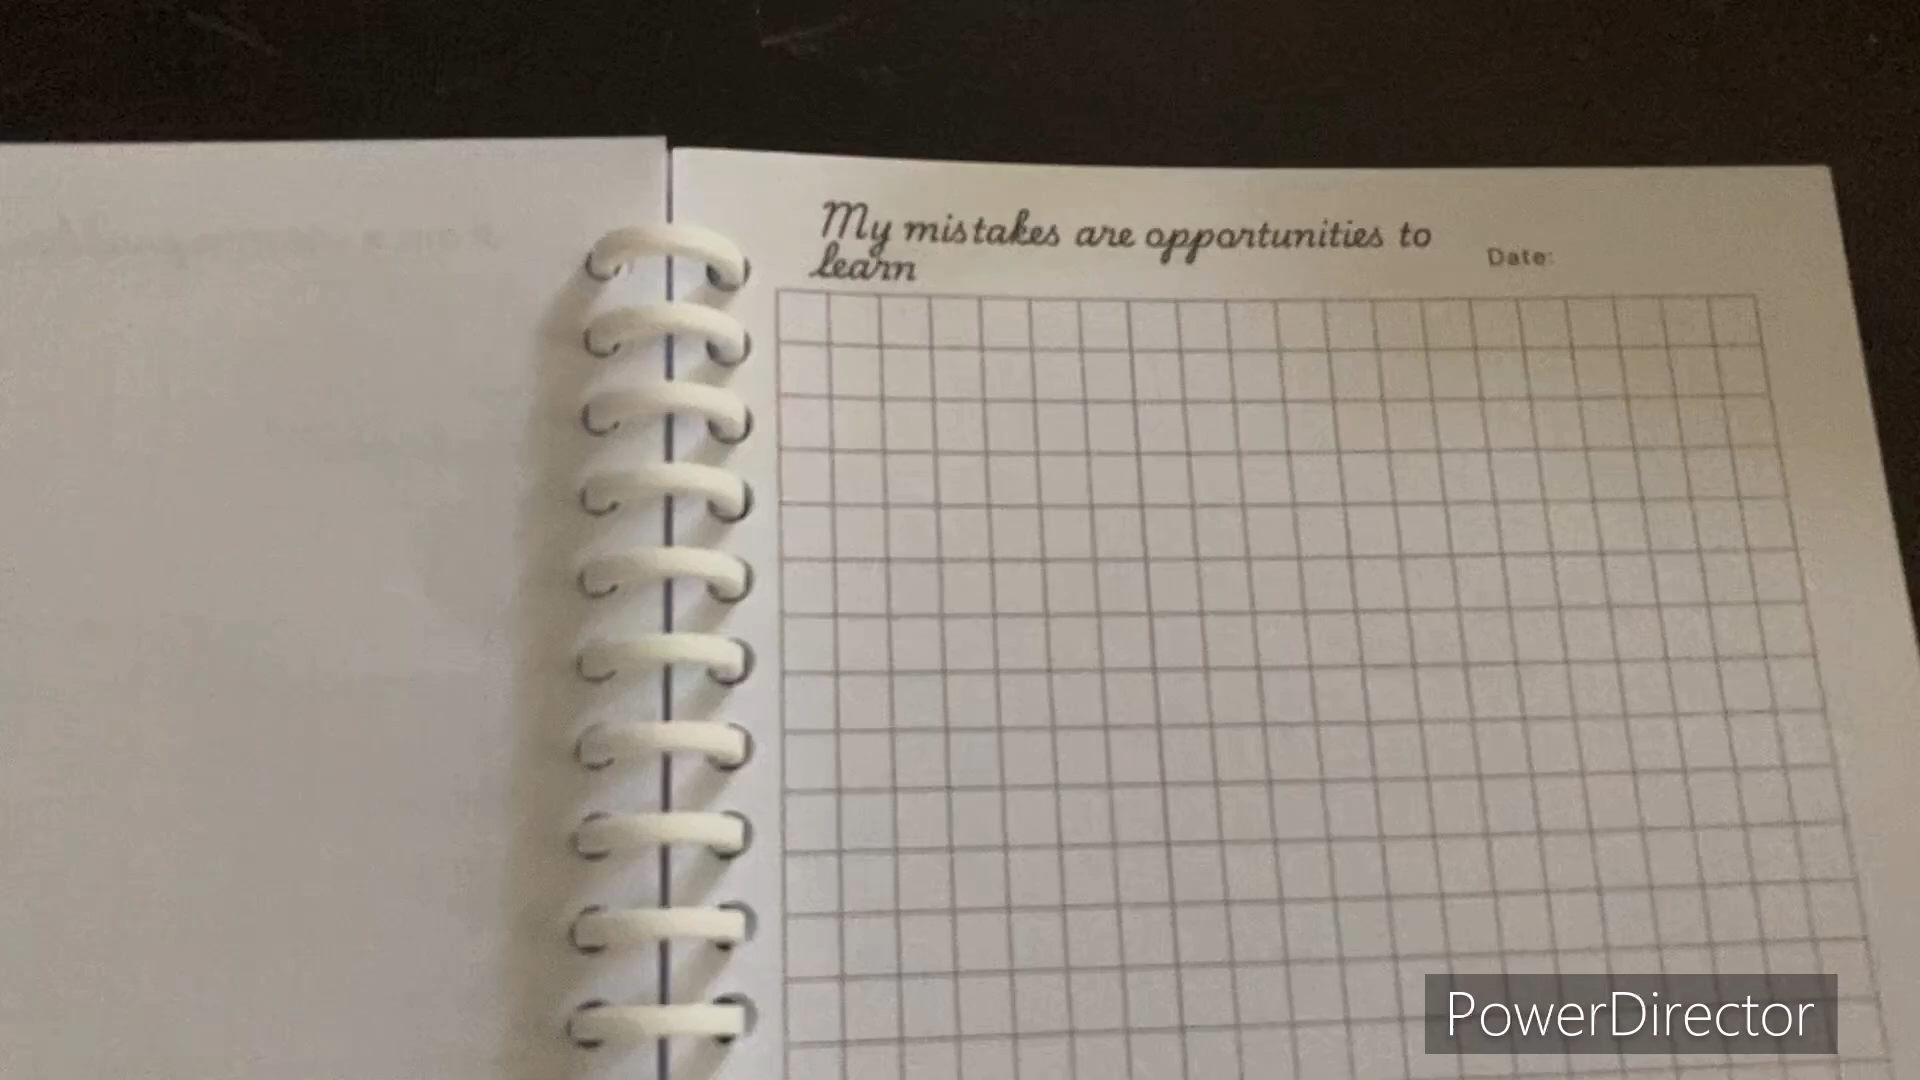 My mistakes are opportunities to
learn
Date:
PowerDirector